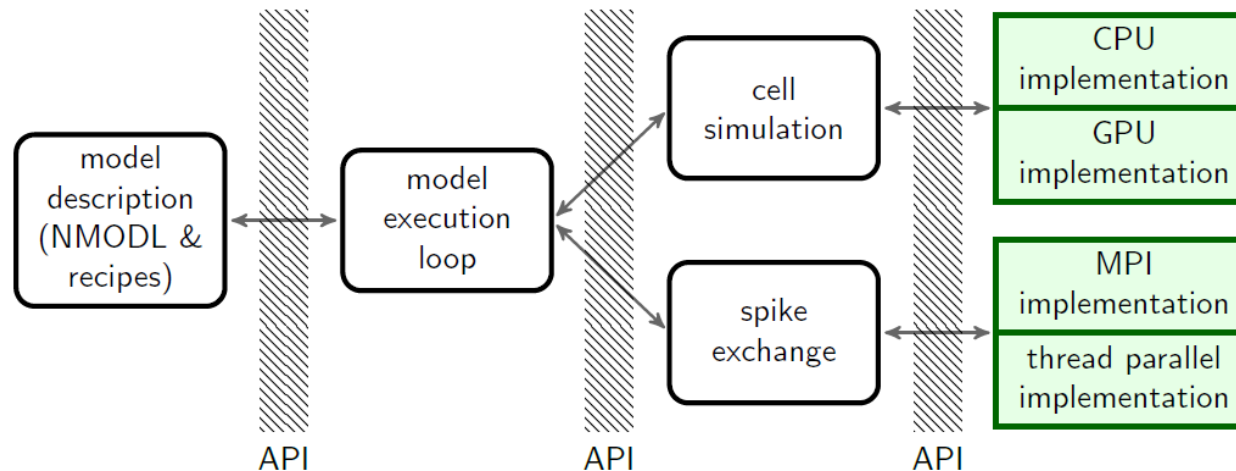 model
description
(NMODL &
recipes)
model
execution
loop
cell
simulation
spike
exchange
CPU
implementation
GPU
implementation
MPI
implementation
thread parallel
implementation
API
API
API